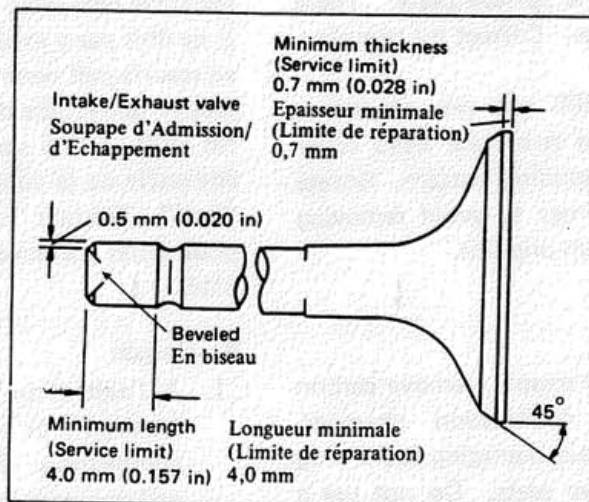 Minimum thickness
(Service limit)
0.7 mm (0.028 in)
Epaisseur minimale
(Limite de réparation)
0,7 mm
Intake/Exhaust valve
Soupape d'Admission/
d'Echappement
0.5 mm (0.020 in)
Beveled
En biseau
45°
Minimum length
(Service limit)
4.0 mm (0.157 in)
Longueur minimale
(Limite de réparation)
4,0 mm